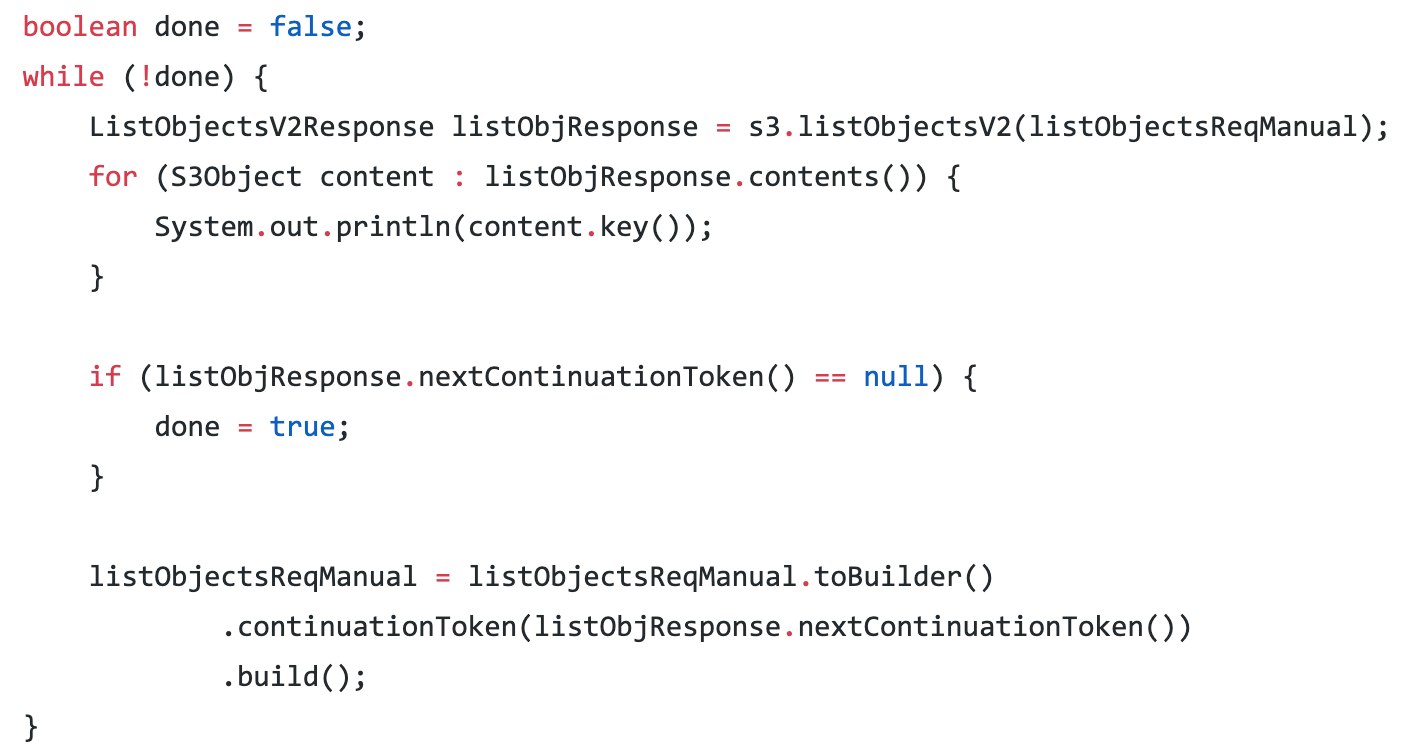 boolean done = false;
while (!done) {
    ListObjectsV2Response listObjResponse = s3.listObjectsV2(listObjectsReqManual);
    for (S3Object content : listObjResponse.contents()) {
        System.out.println(content.key());
    }

    if (listObjResponse.nextContinuationToken() == null) {
        done = true;
    }

    listObjectsReqManual = listObjectsReqManual.toBuilder()
            .continuationToken(listObjResponse.nextContinuationToken())
            .build();
}